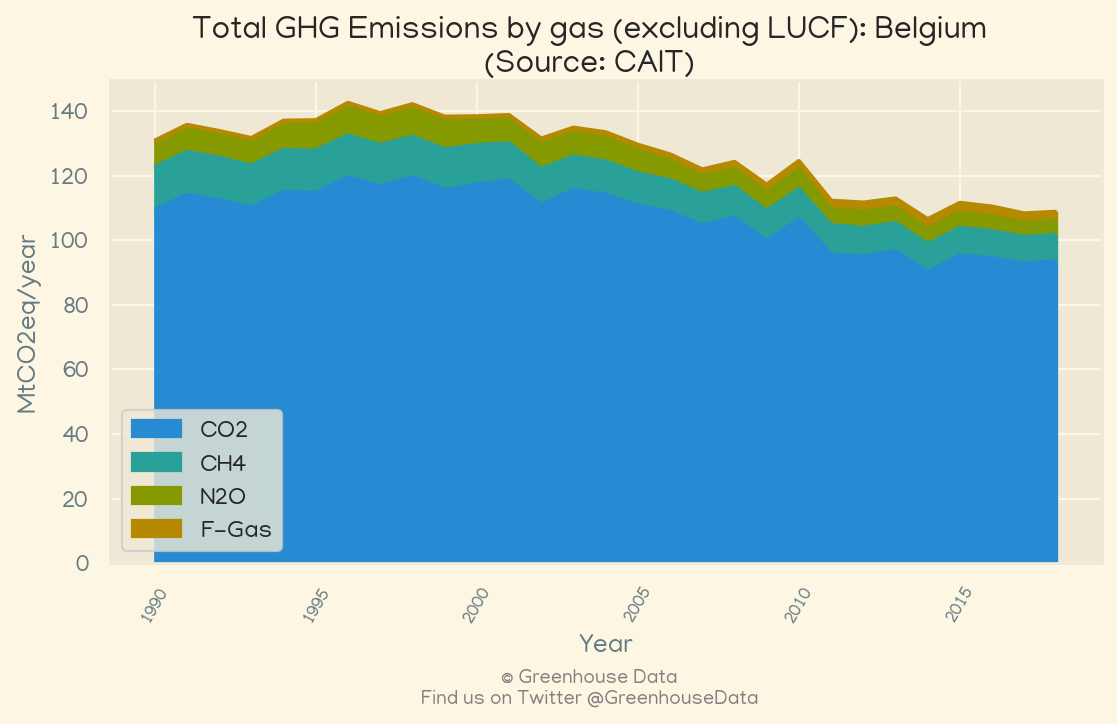 Total GHG Emissions by gas (excluding LUCF): Belgium
(Source: CAIT)
MtCO2eq/year
140
120
100
80
60
40
20
0
CO2
CH4
N2O
F-Gas
1990
1995
2000
2005
2010
2015
Year
© Greenhouse Data
Find us on Twitter @GreenhouseData